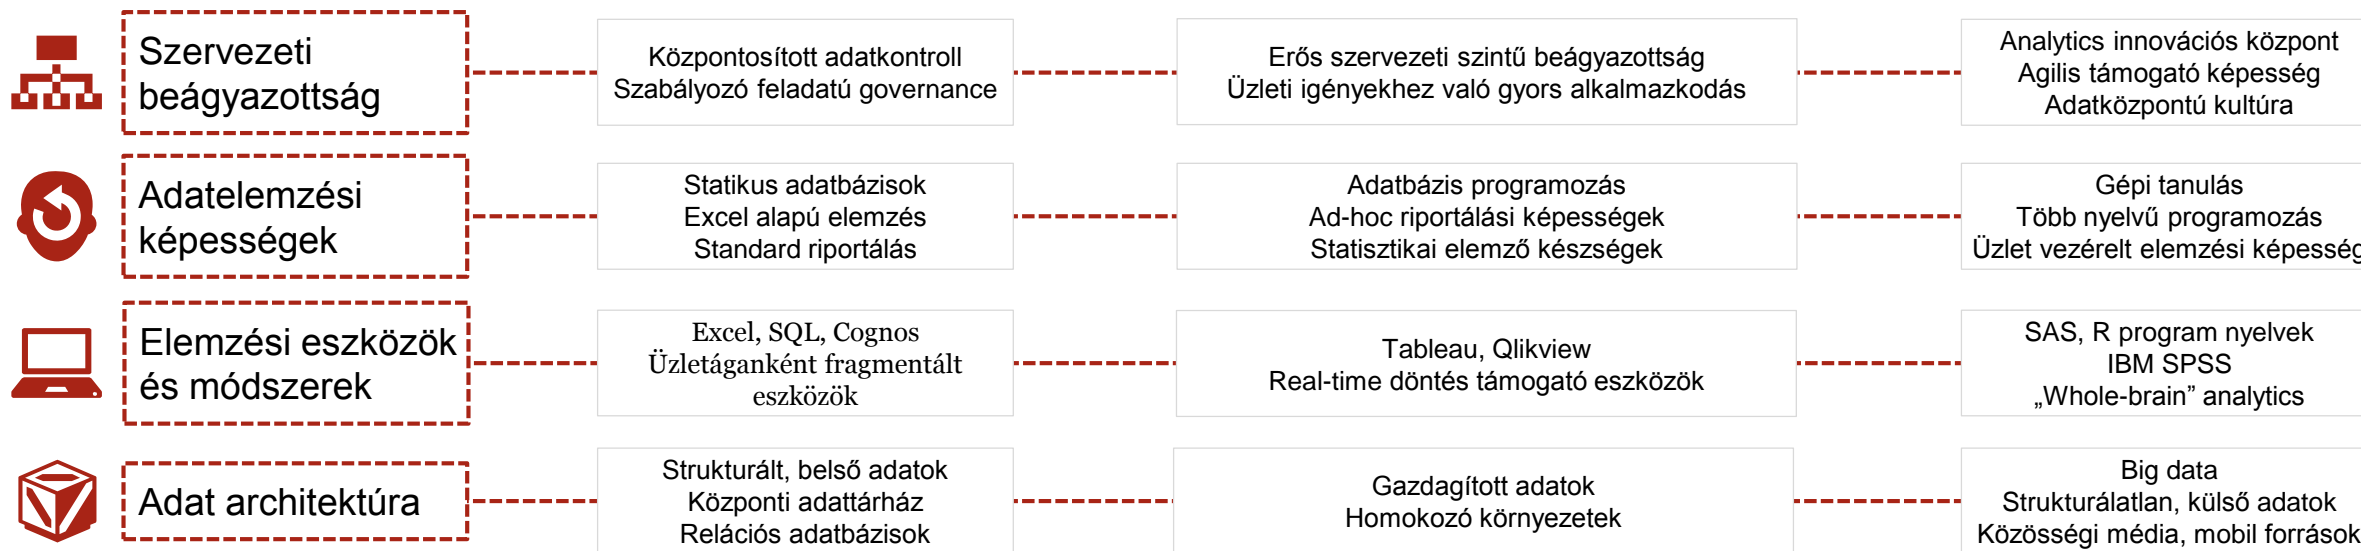 Szervezeti
beágyazottság
Központosított adatkontroll
Szabályozó feladatú governance
Erős szervezeti szintű beágyazottság
Üzleti igényekhez való gyors alkalmazkodás
Analytics innovációs központ
Agilis támogató képesség
Adatközpontú kultúra
Adatelemzési
képességek
Statikus adatbázisok
Excel alapú elemzés
Standard riportálás
Adatbázis programozás
Ad-hoc riportálási képességek
Statisztikai elemző készségek
Gépi tanulás
Több nyelvű programozás
Üzlet vezérelt elemzési képesség
Elemzési eszközök
és módszerek
Excel, SQL, Cognos
Üzletáganként fragmentált
eszközök
Tableau, Qlikview
Real-time döntés támogató eszközök
SAS, R program nyelvek
IBM SPSS
„Whole-brain” analytics
Adat architektúra
Strukturált, belső adatok
Központi adattárház
Relációs adatbázisok
Gazdagított adatok
Homokozó környezetek
Big data
Strukturálatlan, külső adatok
Közösségi média, mobil források